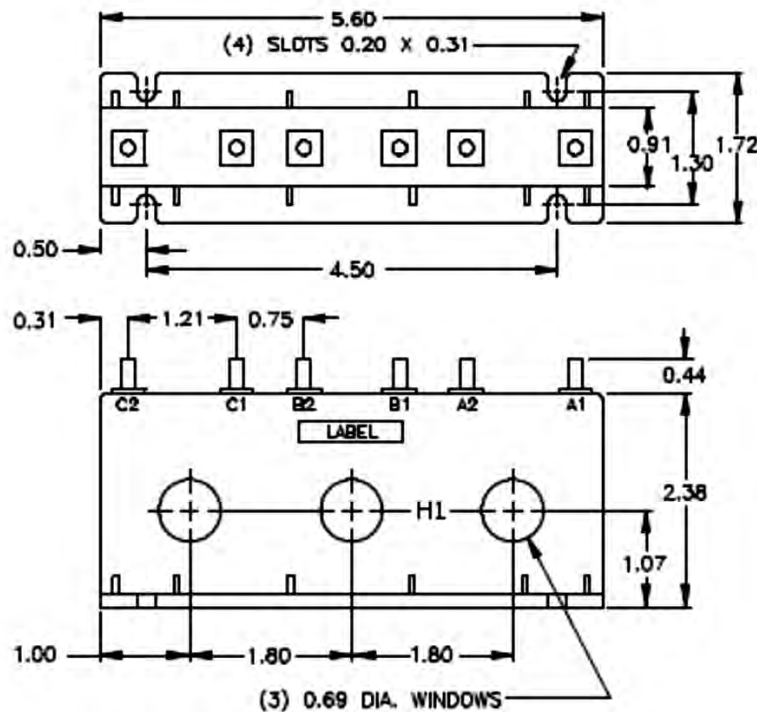 5.60
(4) SLOTS 0.20 X 0.31
0.91
1.30
1.72
0.50
4.50
0.31
1.21
0.75
0.44
C2
C1
B2
B1
A2
A1
LABEL
H1
2.38
1.07
1.00
1.80
1.80
(3) 0.69 DIA. WINDOWS